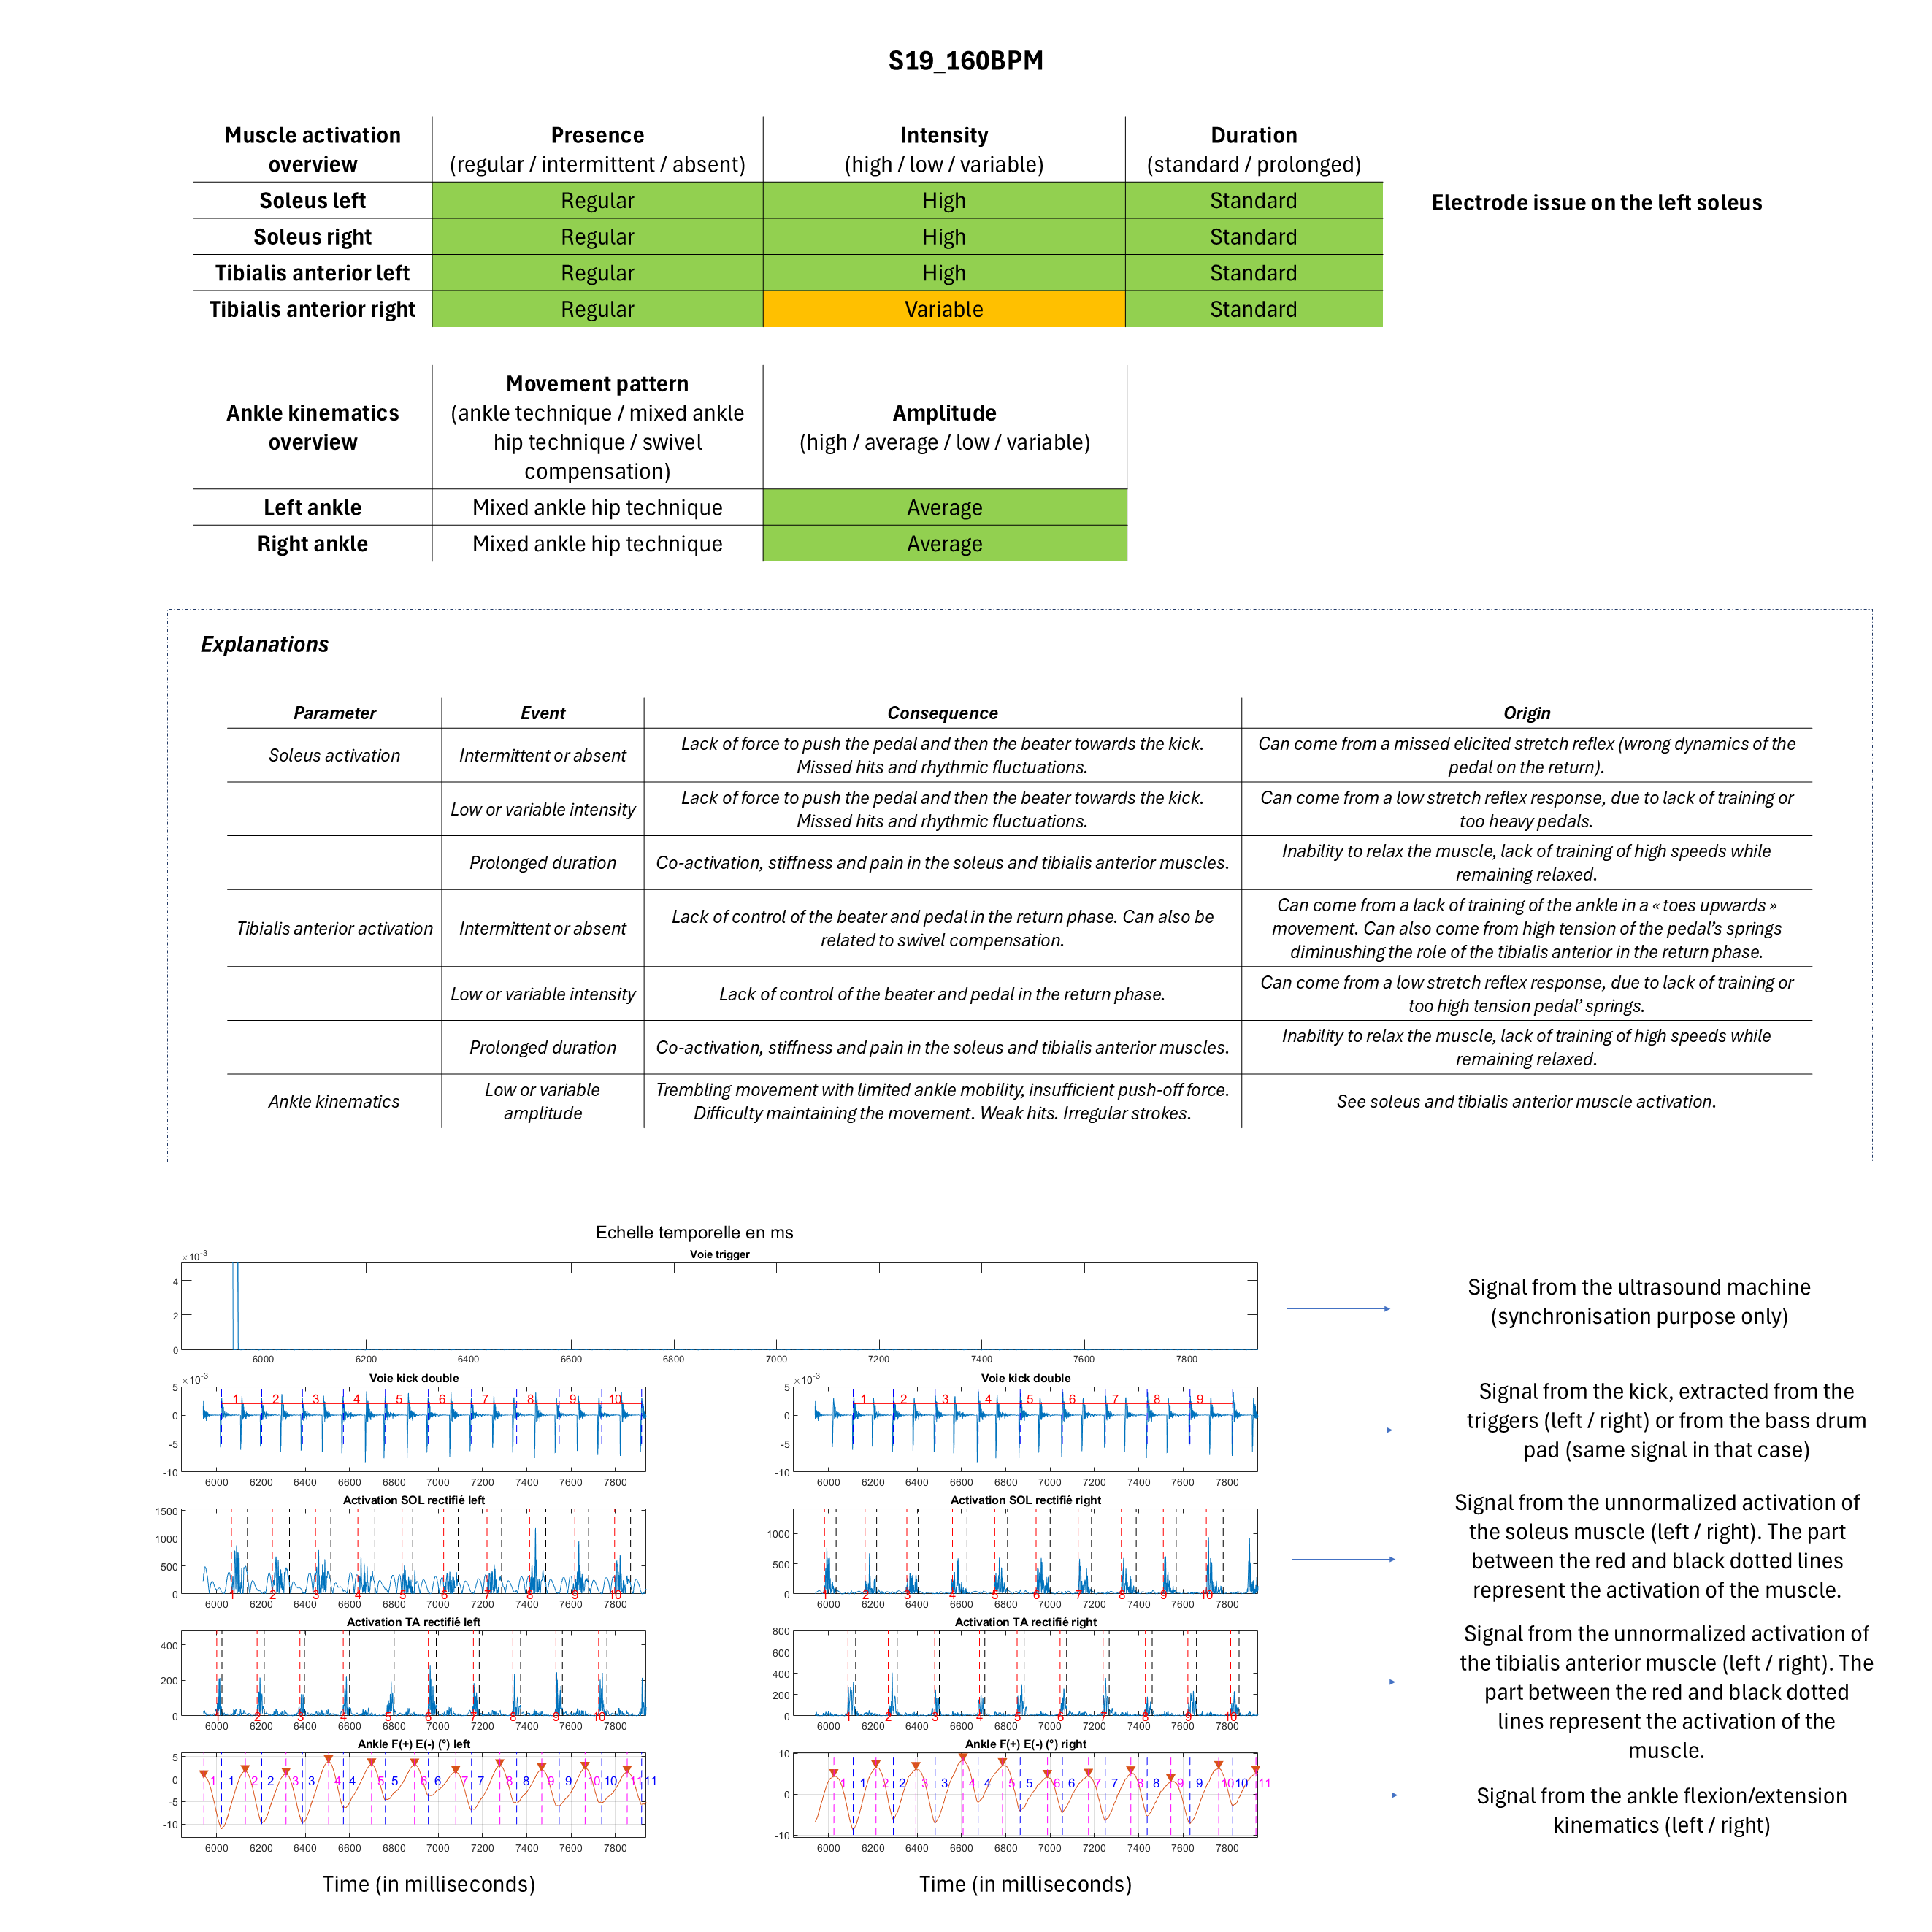 S19_160BPM
Muscle activation overview | Presence (regular / intermittent / absent) | Intensity (high / low / variable) | Duration (standard / prolonged)
Soleus left | Regular | High | Standard
Electrode issue on the left soleus
Soleus right | Regular | High | Standard
Tibialis anterior left | Regular | High | Standard
Tibialis anterior right | Regular | Variable | Standard
Ankle kinematics overview | Movement pattern (ankle technique / mixed ankle hip technique / swivel compensation) | Amplitude (high / average / low / variable)
Left ankle | Mixed ankle hip technique | Average
Right ankle | Mixed ankle hip technique | Average
Explanations
Parameter | Event | Consequence | Origin
Soleus activation | Intermittent or absent | Lack of force to push the pedal and then the beater towards the kick. Missed hits and rhythmic fluctuations. | Can come from a missed elicited stretch reflex (wrong dynamics of the pedal on the return).
Low or variable intensity | Lack of force to push the pedal and then the beater towards the kick. Missed hits and rhythmic fluctuations. | Can come from a low stretch reflex response, due to lack of training or too heavy pedals.
Prolonged duration | Co-activation, stiffness and pain in the soleus and tibialis anterior muscles. | Inability to relax the muscle, lack of training of high speeds while remaining relaxed.
Tibialis anterior activation | Intermittent or absent | Lack of control of the beater and pedal in the return phase. Can also be related to swivel compensation. | Can come from a lack of training of the ankle in a « toes upwards » movement. Can also come from high tension of the pedal’s springs diminushing the role of the tibialis anterior in the return phase.
Low or variable intensity | Lack of control of the beater and pedal in the return phase. | Can come from a low stretch reflex response, due to lack of training or too high tension pedal’ springs.
Prolonged duration | Co-activation, stiffness and pain in the soleus and tibialis anterior muscles. | Inability to relax the muscle, lack of training of high speeds while remaining relaxed.
Ankle kinematics | Low or variable amplitude | Trembling movement with limited ankle mobility, insufficient push-off force. Difficulty maintaining the movement. Weak hits. Irregular strokes. | See soleus and tibialis anterior muscle activation.
Echelle temporelle en ms
Voie trigger
×10-3
4
2
0
6000 6200 6400 6600 6800 7000 7200 7400 7600 7800
Signal from the ultrasound machine
(synchronisation purpose only)
Voie kick double
×10-3
5
0
-5
-10
1 2 3 4 5 6 7 8 9 10
6000 6200 6400 6600 6800 7000 7200 7400 7600 7800
Voie kick double
×10-3
5
0
-5
-10
1 2 3 4 5 6 7 8 9
6000 6200 6400 6600 6800 7000 7200 7400 7600 7800
Signal from the kick, extracted from the
triggers (left / right) or from the bass drum
pad (same signal in that case)
Activation SOL rectifié left
1500
1000
500
0
1 2 3 4 5 6 7 8 9 10
6000 6200 6400 6600 6800 7000 7200 7400 7600 7800
Activation SOL rectifié right
1000
500
0
1 2 3 4 5 6 7 8 9 10
6000 6200 6400 6600 6800 7000 7200 7400 7600 7800
Signal from the unnormalized activation of
the soleus muscle (left / right). The part
between the red and black dotted lines
represent the activation of the muscle.
Activation TA rectifié left
400
200
0
1 2 3 4 5 6 7 8 9 10
6000 6200 6400 6600 6800 7000 7200 7400 7600 7800
Activation TA rectifié right
800
600
400
200
0
1 2 3 4 5 6 7 8 9 10
6000 6200 6400 6600 6800 7000 7200 7400 7600 7800
Signal from the unnormalized activation of
the tibialis anterior muscle (left / right). The
part between the red and black dotted
lines represent the activation of the
muscle.
Ankle F(+) E(-) (°) left
5
0
-5
-10
1 1 2 2 3 3 4 4 5 5 6 6 7 7 8 8 9 9 10 10 11 11
6000 6200 6400 6600 6800 7000 7200 7400 7600 7800
Ankle F(+) E(-) (°) right
10
0
-10
1 1 2 2 3 3 4 4 5 5 6 6 7 7 8 8 9 9 10 10 11
6000 6200 6400 6600 6800 7000 7200 7400 7600 7800
Signal from the ankle flexion/extension
kinematics (left / right)
Time (in milliseconds)
Time (in milliseconds)